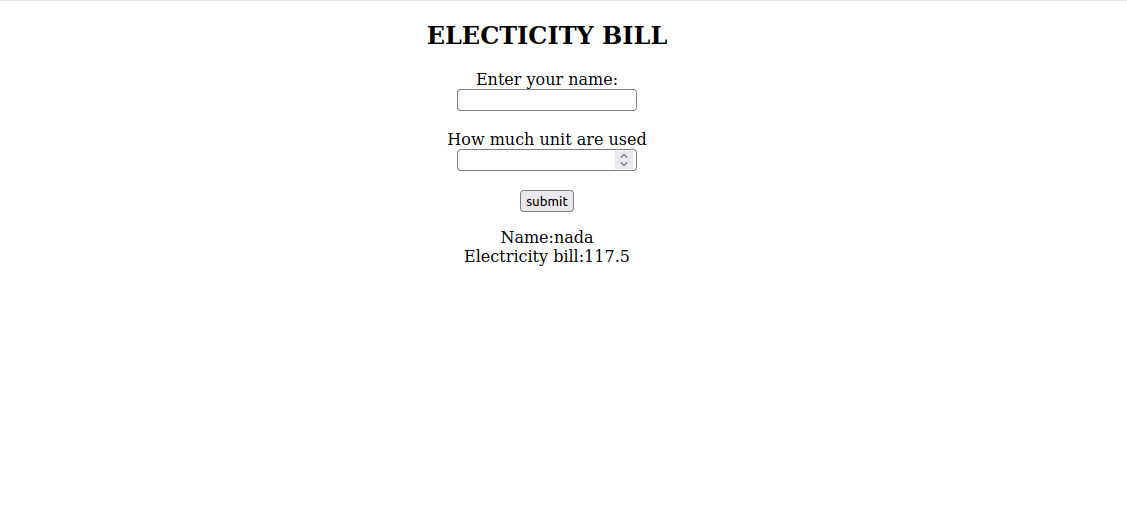 ELECTICITY BILL
Enter your name:
How much unit are used
submit
Name:nada
Electricity bill:117.5